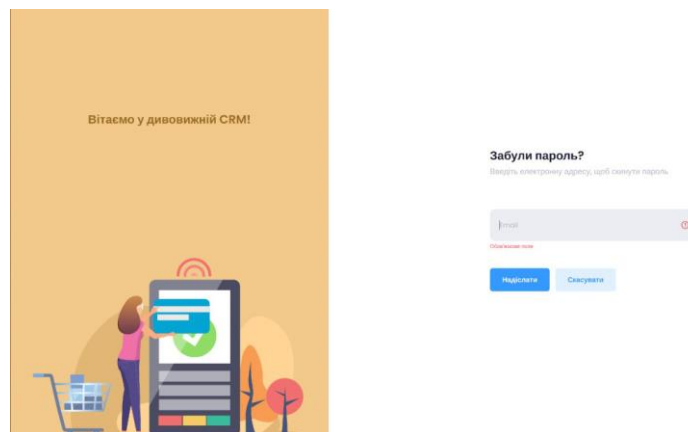 Вітаємо у дивовижній CRM!
Забули пароль?
Введіть електронну адресу, щоб скинути пароль
Email
Обов'язкове поле
Надіслати
Скасувати